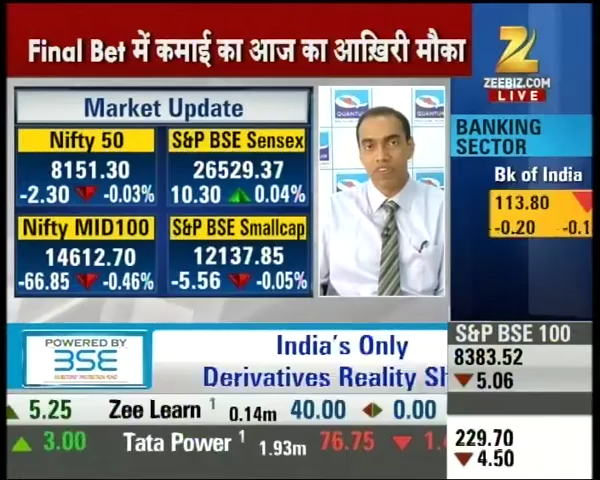 Final Bet में कमाई का आज का आख़िरी मौका
ZEEBIZ.COM
LIVE
Market Update
Nifty 50
8151.30
-2.30 -0.03%
S&P BSE Sensex
26529.37
10.30 0.04%
Nifty MID100
14612.70
-66.85 -0.46%
S&P BSE Smallcap
12137.85
-5.56 -0.05%
QUANTUM
BANKING
SECTOR
Bk of India
113.80
-0.20
POWERED BY
BSE
INVESTORS' PROTECTION FUND
India's Only
Derivatives Reality Sh
S&P BSE 100
8383.52
5.06
5.25 Zee Learn 1 0.14m 40.00 0.00
3.00 Tata Power 1 1.93m 76.75
229.70
4.50